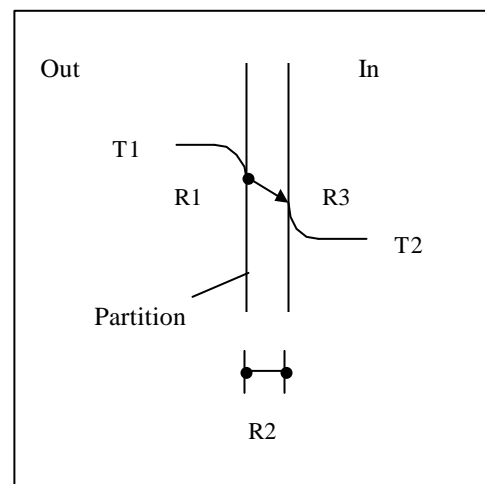 Out In
T1
R1 R3
T2
Partition
R2